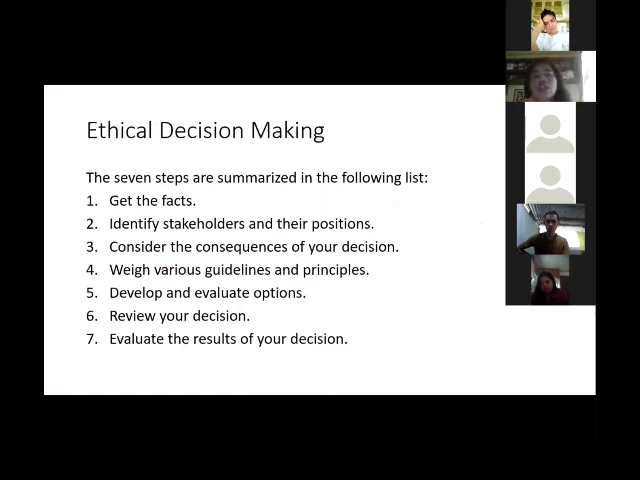 Ethical Decision Making
The seven steps are summarized in the following list:
1. Get the facts.
2. Identify stakeholders and their positions.
3. Consider the consequences of your decision.
4. Weigh various guidelines and principles.
5. Develop and evaluate options.
6. Review your decision.
7. Evaluate the results of your decision.